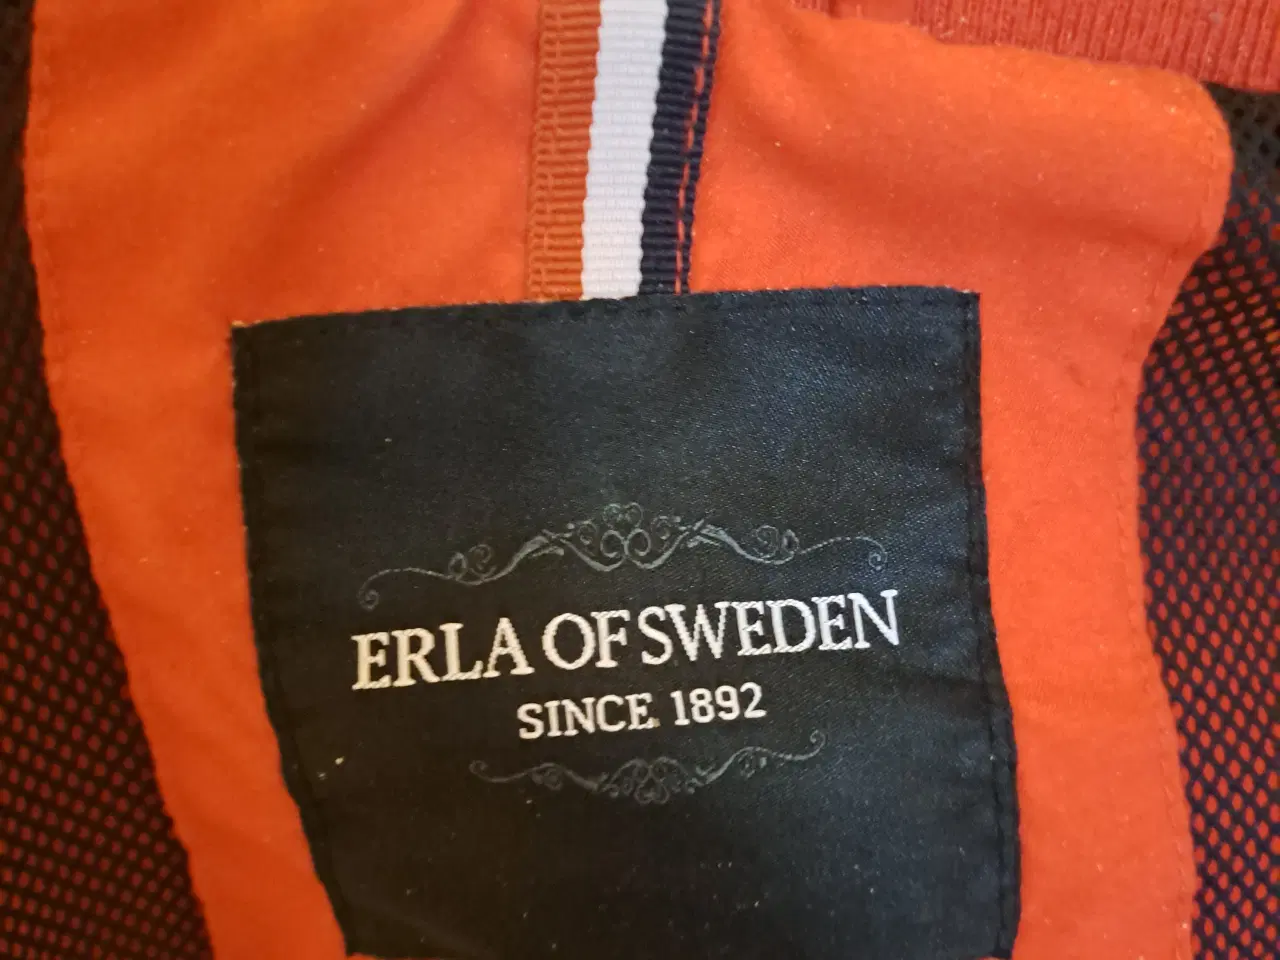 ERLA OF SWEDEN
SINCE 1892